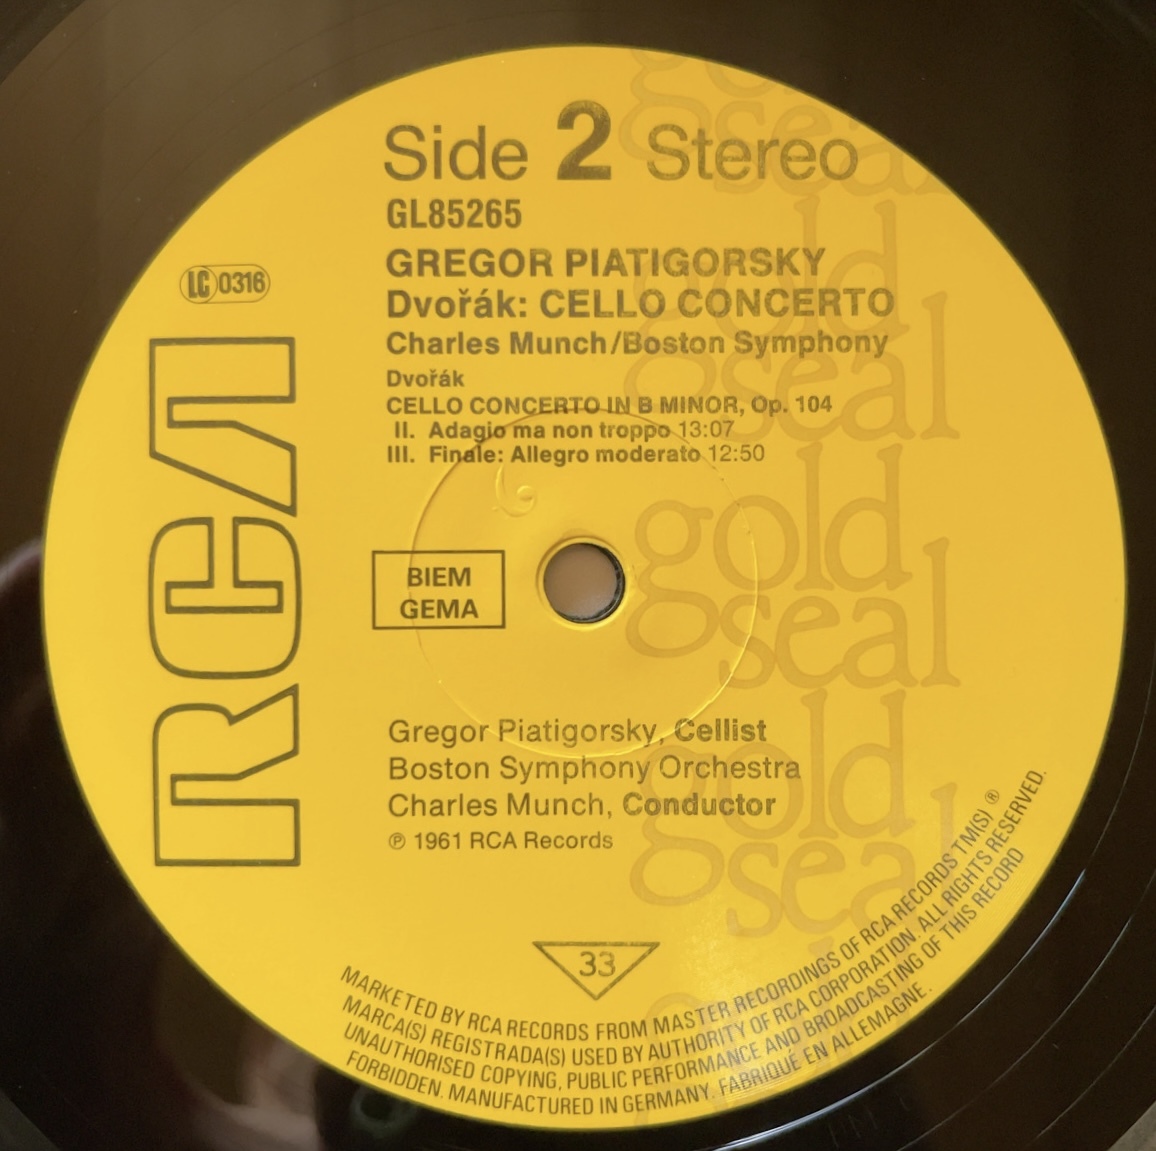 Side 2 Stereo
GL85265
GREGOR PIATIGORSKY
Dvořák: CELLO CONCERTO
Charles Munch/Boston Symphony
Dvořák
CELLO CONCERTO IN B MINOR, Op. 104
II. Adagio ma non troppo 13:07
III. Finale: Allegro moderato 12:50
LC 0316
RCA
BIEM
GEMA
Gregor Piatigorsky, Cellist
Boston Symphony Orchestra
Charles Munch, Conductor
℗ 1961 RCA Records
33
MARKETED BY RCA RECORDS FROM MASTER RECORDINGS OF RCA RECORDS TM(S) ®
MARCA(S) REGISTRADA(S) USED BY AUTHORITY OF RCA CORPORATION. ALL RIGHTS RESERVED.
UNAUTHORISED COPYING, PUBLIC PERFORMANCE AND BROADCASTING OF THIS RECORD
FORBIDDEN. MANUFACTURED IN GERMANY. FABRIQUÉ EN ALLEMAGNE.
gold
seal
gold
seal
gold
seal
gold
seal